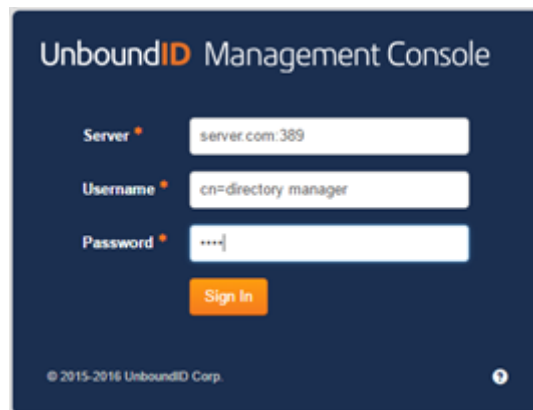 UnboundID Management Console
Server * server.com:389
Username * cn=directory manager
Password * ••••
Sign In
© 2015-2016 UnboundID Corp. ?